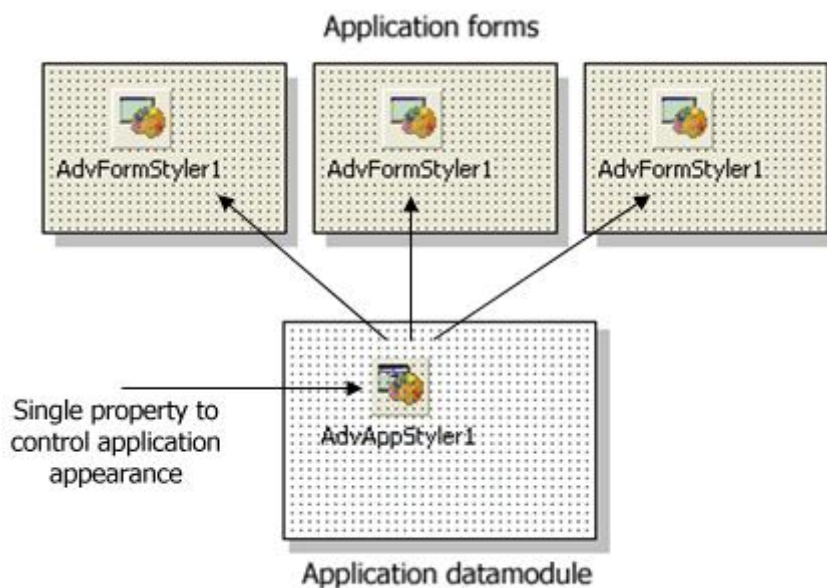 Application forms
AdvFormStyler1
AdvFormStyler1
AdvFormStyler1
Single property to
control application
appearance
AdvAppStyler1
Application datamodule